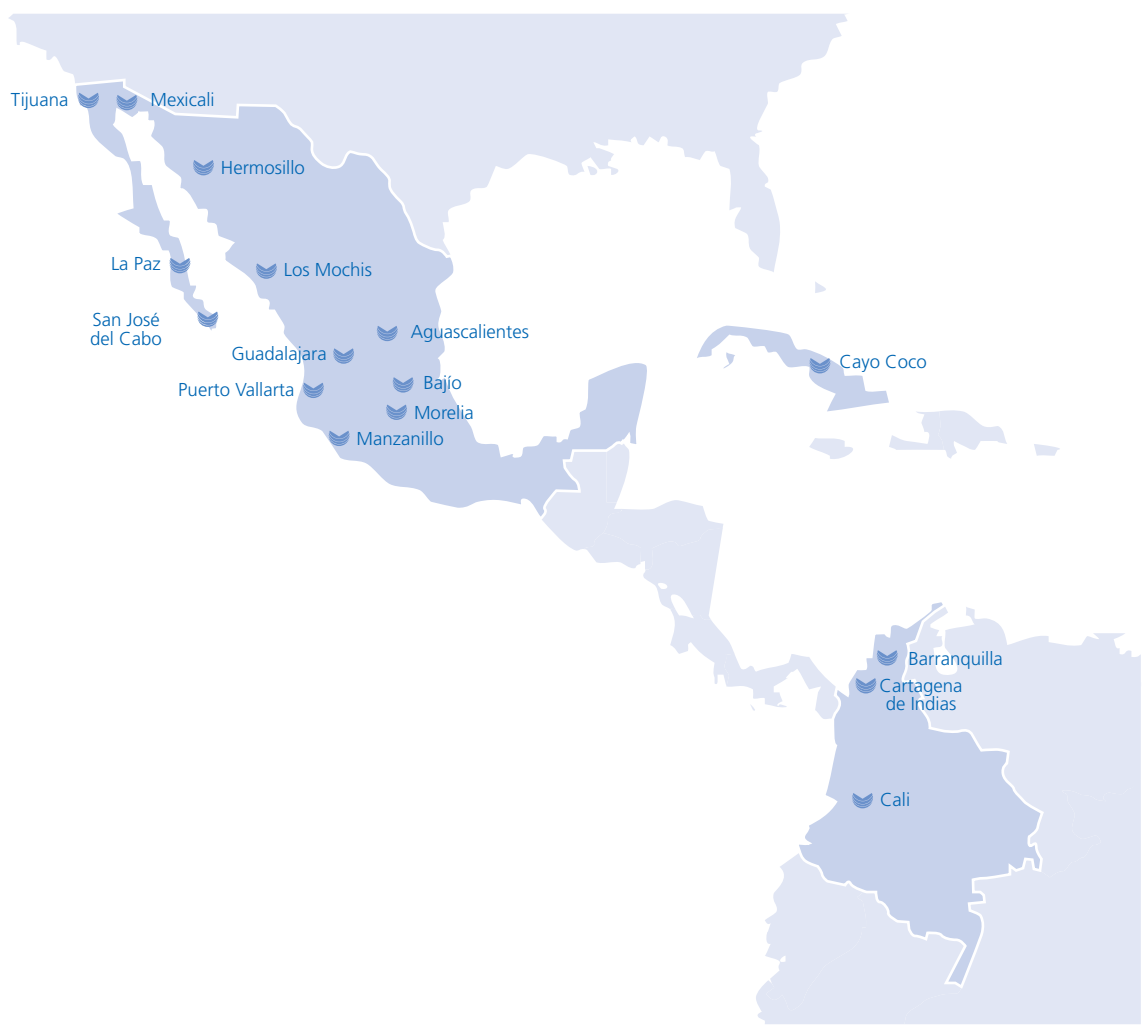 Tijuana
Mexicali
Hermosillo
La Paz
Los Mochis
San José
del Cabo
Aguascalientes
Guadalajara
Cayo Coco
Puerto Vallarta
Bajío
Morelia
Manzanillo
Barranquilla
Cartagena
de Indias
Cali